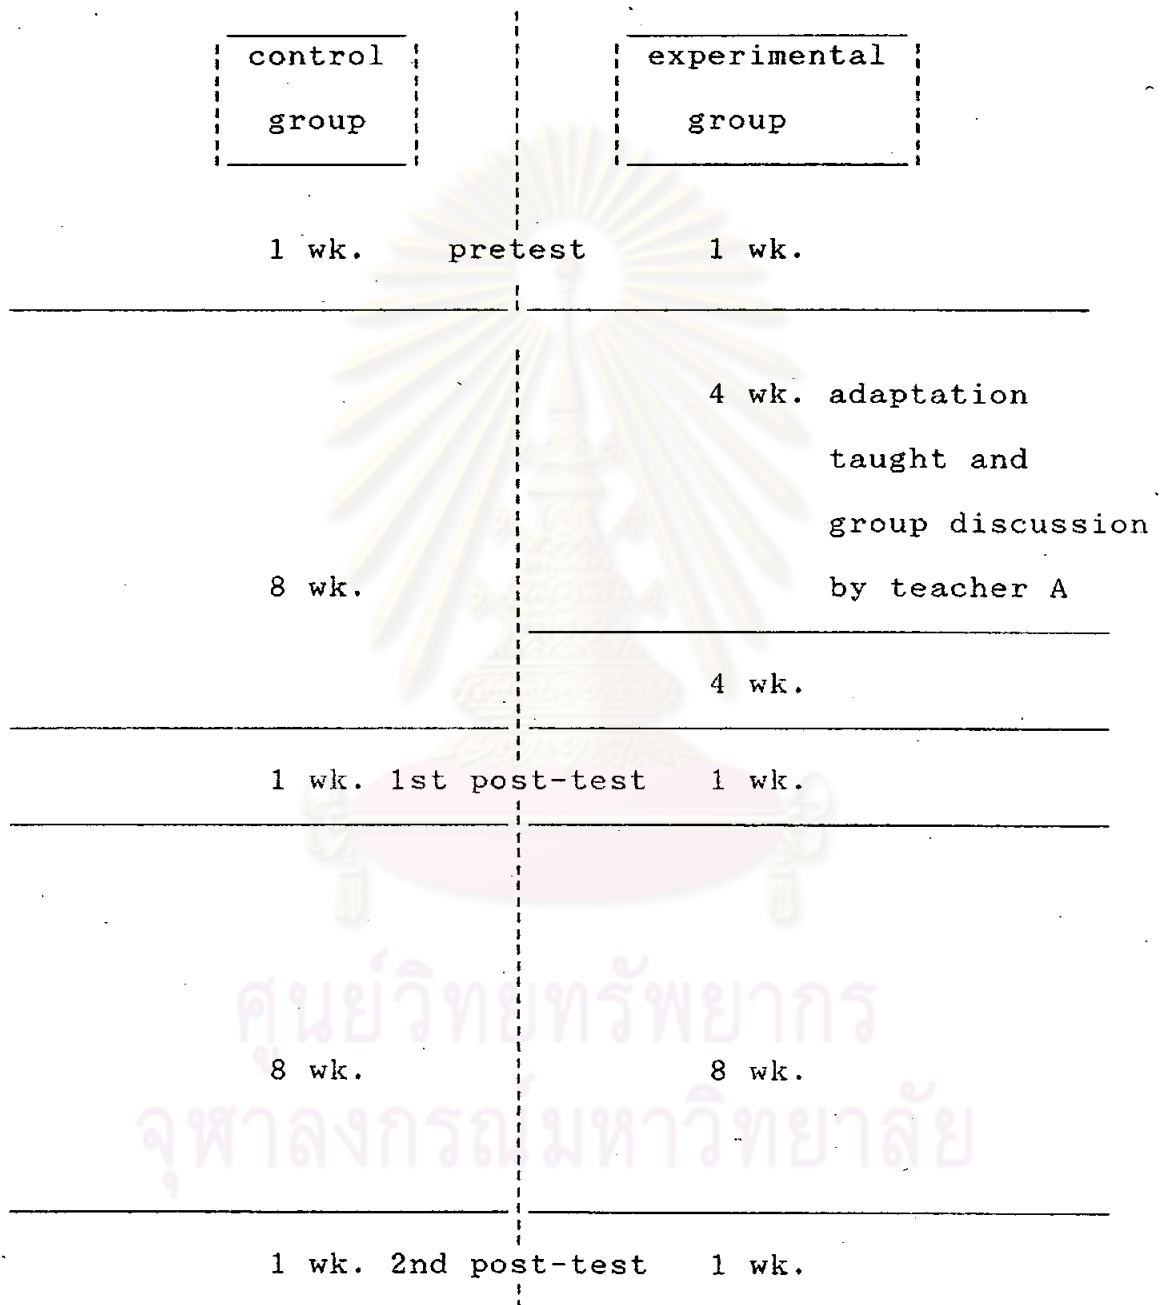 control experimental
group group
1 wk. pretest 1 wk.
4 wk. adaptation
taught and
group discussion
8 wk. by teacher A
4 wk.
1 wk. 1st post-test 1 wk.
ศูนย์วิทยทรัพยากร
8 wk. 8 wk.
จุฬาลงกรณ์มหาวิทยาลัย
1 wk. 2nd post-test 1 wk.